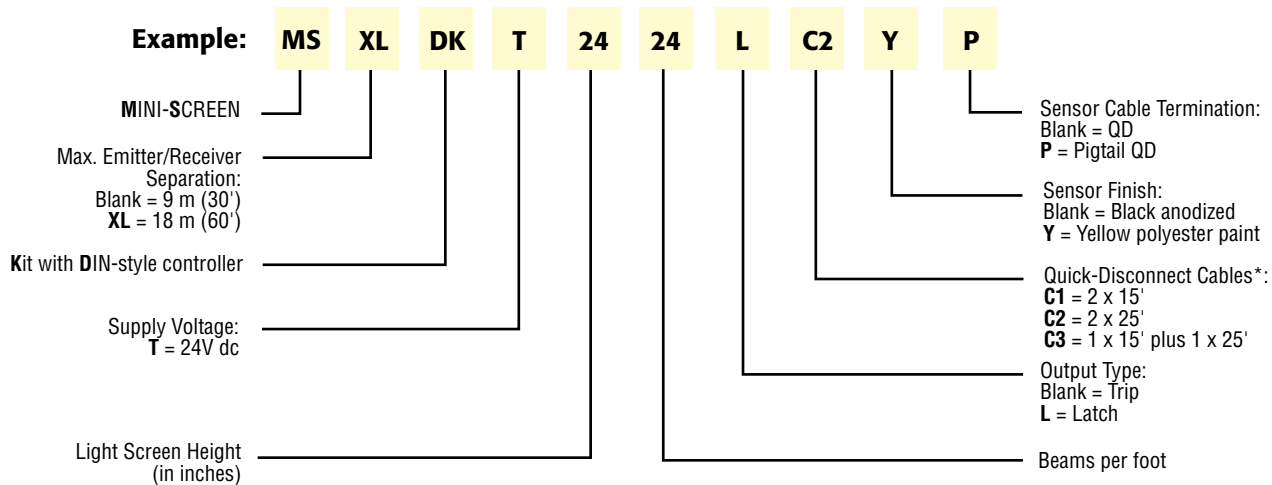 Example: MS XL DK T 24 24 L C2 Y P
MINI-SCREEN
Max. Emitter/Receiver
Separation:
Blank = 9 m (30')
XL = 18 m (60')
Kit with DIN-style controller
Supply Voltage:
T = 24V dc
Light Screen Height
(in inches)
Sensor Cable Termination:
Blank = QD
P = Pigtail QD
Sensor Finish:
Blank = Black anodized
Y = Yellow polyester paint
Quick-Disconnect Cables*:
C1 = 2 x 15'
C2 = 2 x 25'
C3 = 1 x 15' plus 1 x 25'
Output Type:
Blank = Trip
L = Latch
Beams per foot